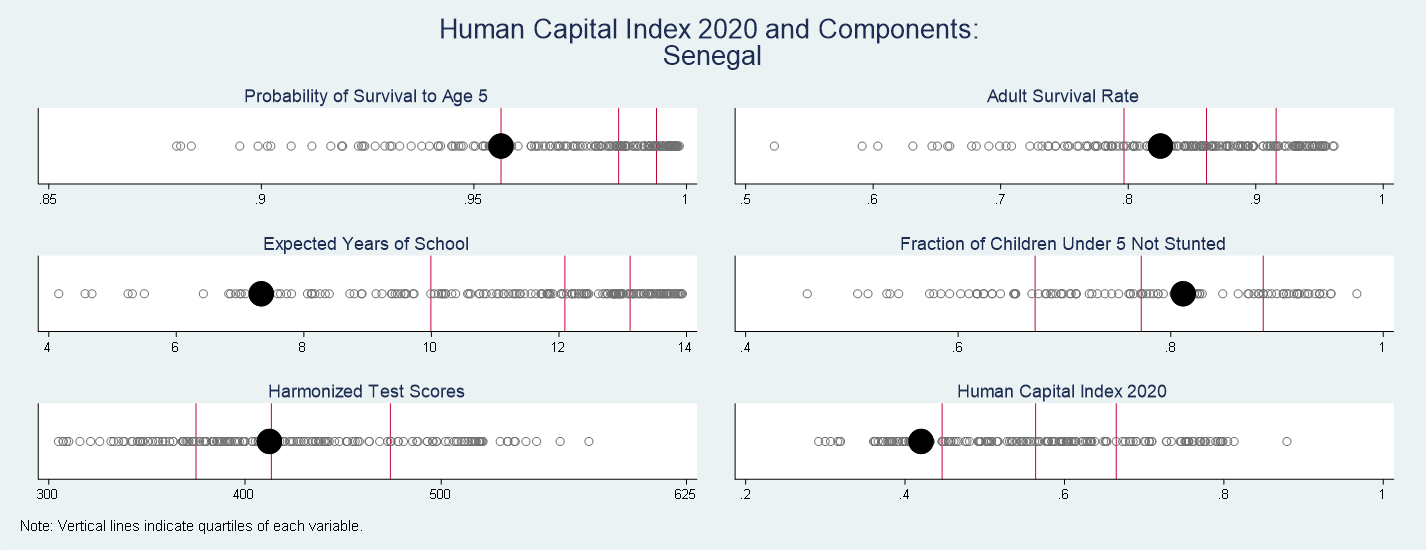 Human Capital Index 2020 and Components:
Senegal
Probability of Survival to Age 5
.85 .9 .95 1
Adult Survival Rate
.5 .6 .7 .8 .9 1
Expected Years of School
4 6 8 10 12 14
Fraction of Children Under 5 Not Stunted
.4 .6 .8 1
Harmonized Test Scores
300 400 500 625
Human Capital Index 2020
.2 .4 .6 .8 1
Note: Vertical lines indicate quartiles of each variable.